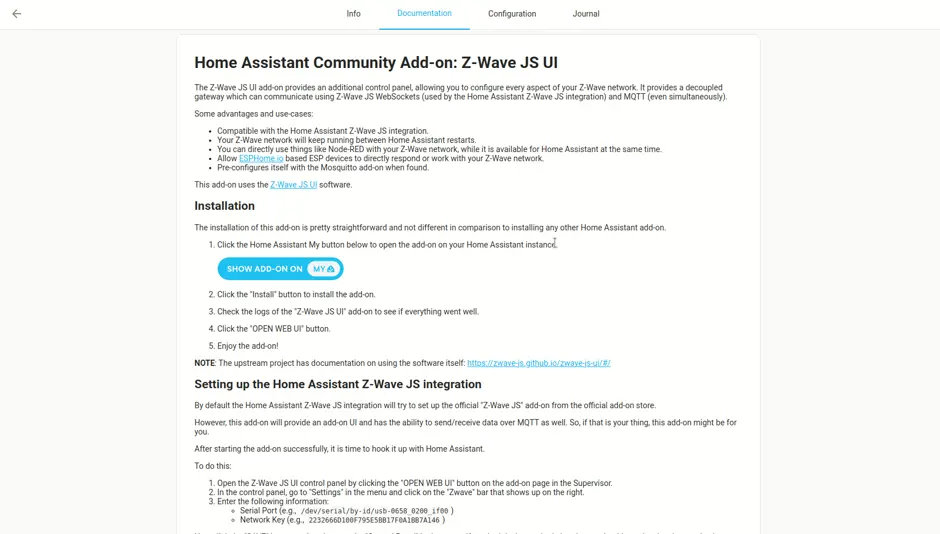 Info Documentation Configuration Journal
Home Assistant Community Add-on: Z-Wave JS UI
The Z-Wave JS UI add-on provides an additional control panel, allowing you to configure every aspect of your Z-Wave network. It provides a decoupled
gateway which can communicate using Z-Wave JS WebSockets (used by the Home Assistant Z-Wave JS integration) and MQTT (even simultaneously).
Some advantages and use-cases:
• Compatible with the Home Assistant Z-Wave JS integration.
• Your Z-Wave network will keep running between Home Assistant restarts.
• You can directly use things like Node-RED with your Z-Wave network, while it is available for Home Assistant at the same time.
• Allow ESPHome.io based ESP devices to directly respond or work with your Z-Wave network.
• Pre-configures itself with the Mosquitto add-on when found.
This add-on uses the Z-Wave JS UI software.
Installation
The installation of this add-on is pretty straightforward and not different in comparison to installing any other Home Assistant add-on.
1. Click the Home Assistant My button below to open the add-on on your Home Assistant instance.
SHOW ADD-ON ON MY
2. Click the "Install" button to install the add-on.
3. Check the logs of the "Z-Wave JS UI" add-on to see if everything went well.
4. Click the "OPEN WEB UI" button.
5. Enjoy the add-on!
NOTE: The upstream project has documentation on using the software itself: https://zwave-js.github.io/zwave-js-ui/#/
Setting up the Home Assistant Z-Wave JS integration
By default the Home Assistant Z-Wave JS integration will try to set up the official "Z-Wave JS" add-on from the official add-on store.
However, this add-on will provide an add-on UI and has the ability to send/receive data over MQTT as well. So, if that is your thing, this add-on might be for
you.
After starting the add-on successfully, it is time to hook it up with Home Assistant.
To do this:
1. Open the Z-Wave JS UI control panel by clicking the "OPEN WEB UI" button on the add-on page in the Supervisor.
2. In the control panel, go to "Settings" in the menu and click on the "Zwave" bar that shows up on the right.
3. Enter the following information:
Serial Port (e.g., /dev/serial/by-id/usb-0658_0200_if00 )
Network Key (e.g., 2232666D100F795E5BB17F0A1BB7A146 )